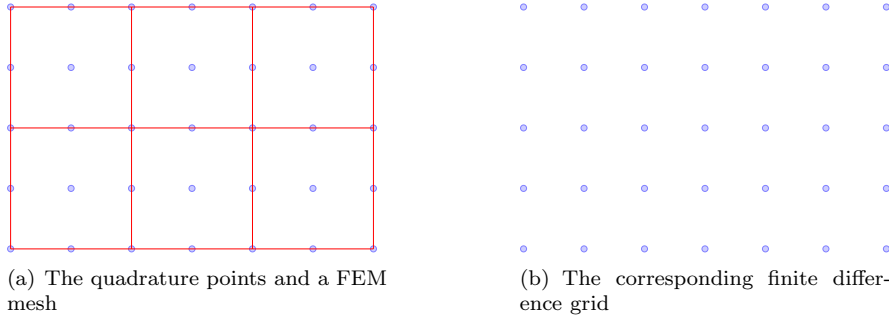 (a) The quadrature points and a FEM
mesh
(b) The corresponding finite differ-
ence grid